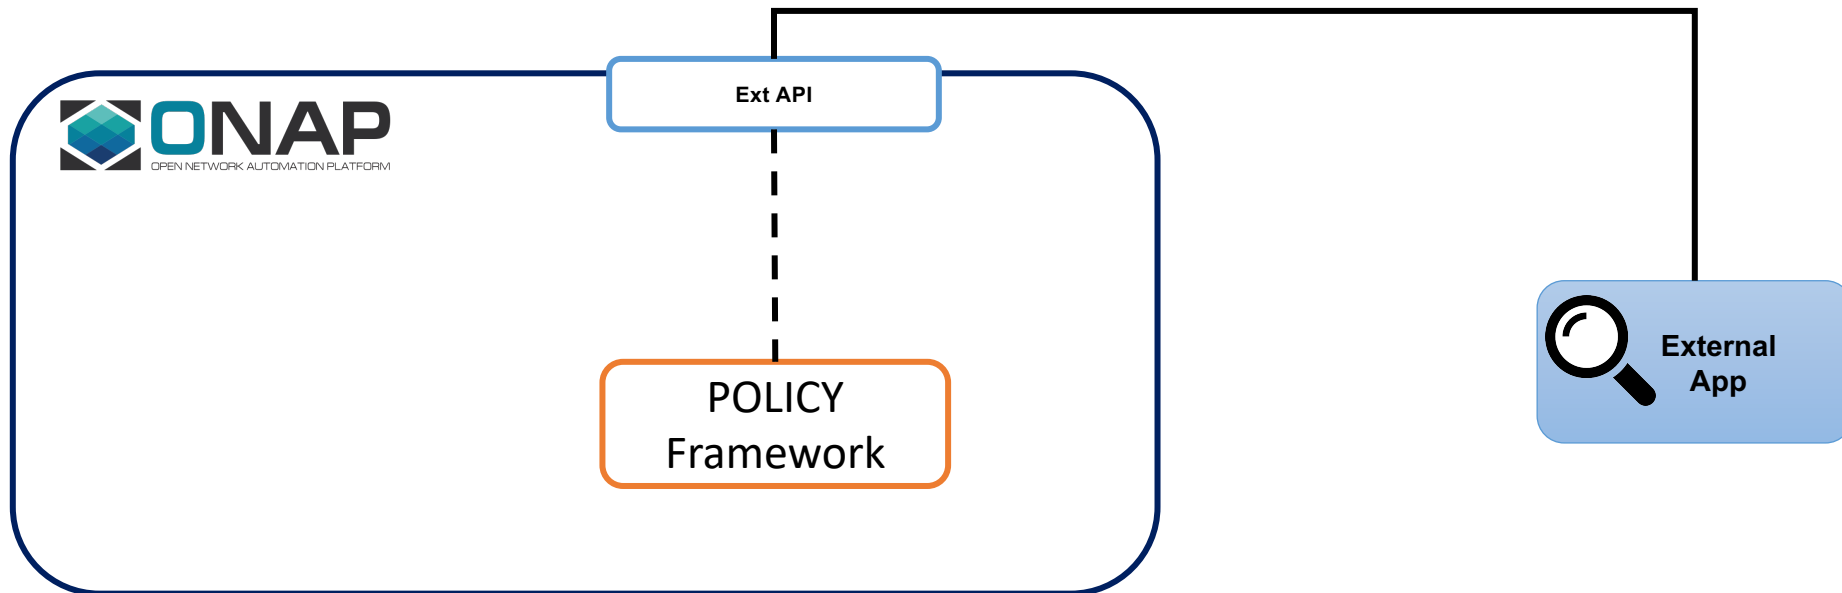 Ext API
ONAP
OPEN NETWORK AUTOMATION PLATFORM
External
App
POLICY
Framework